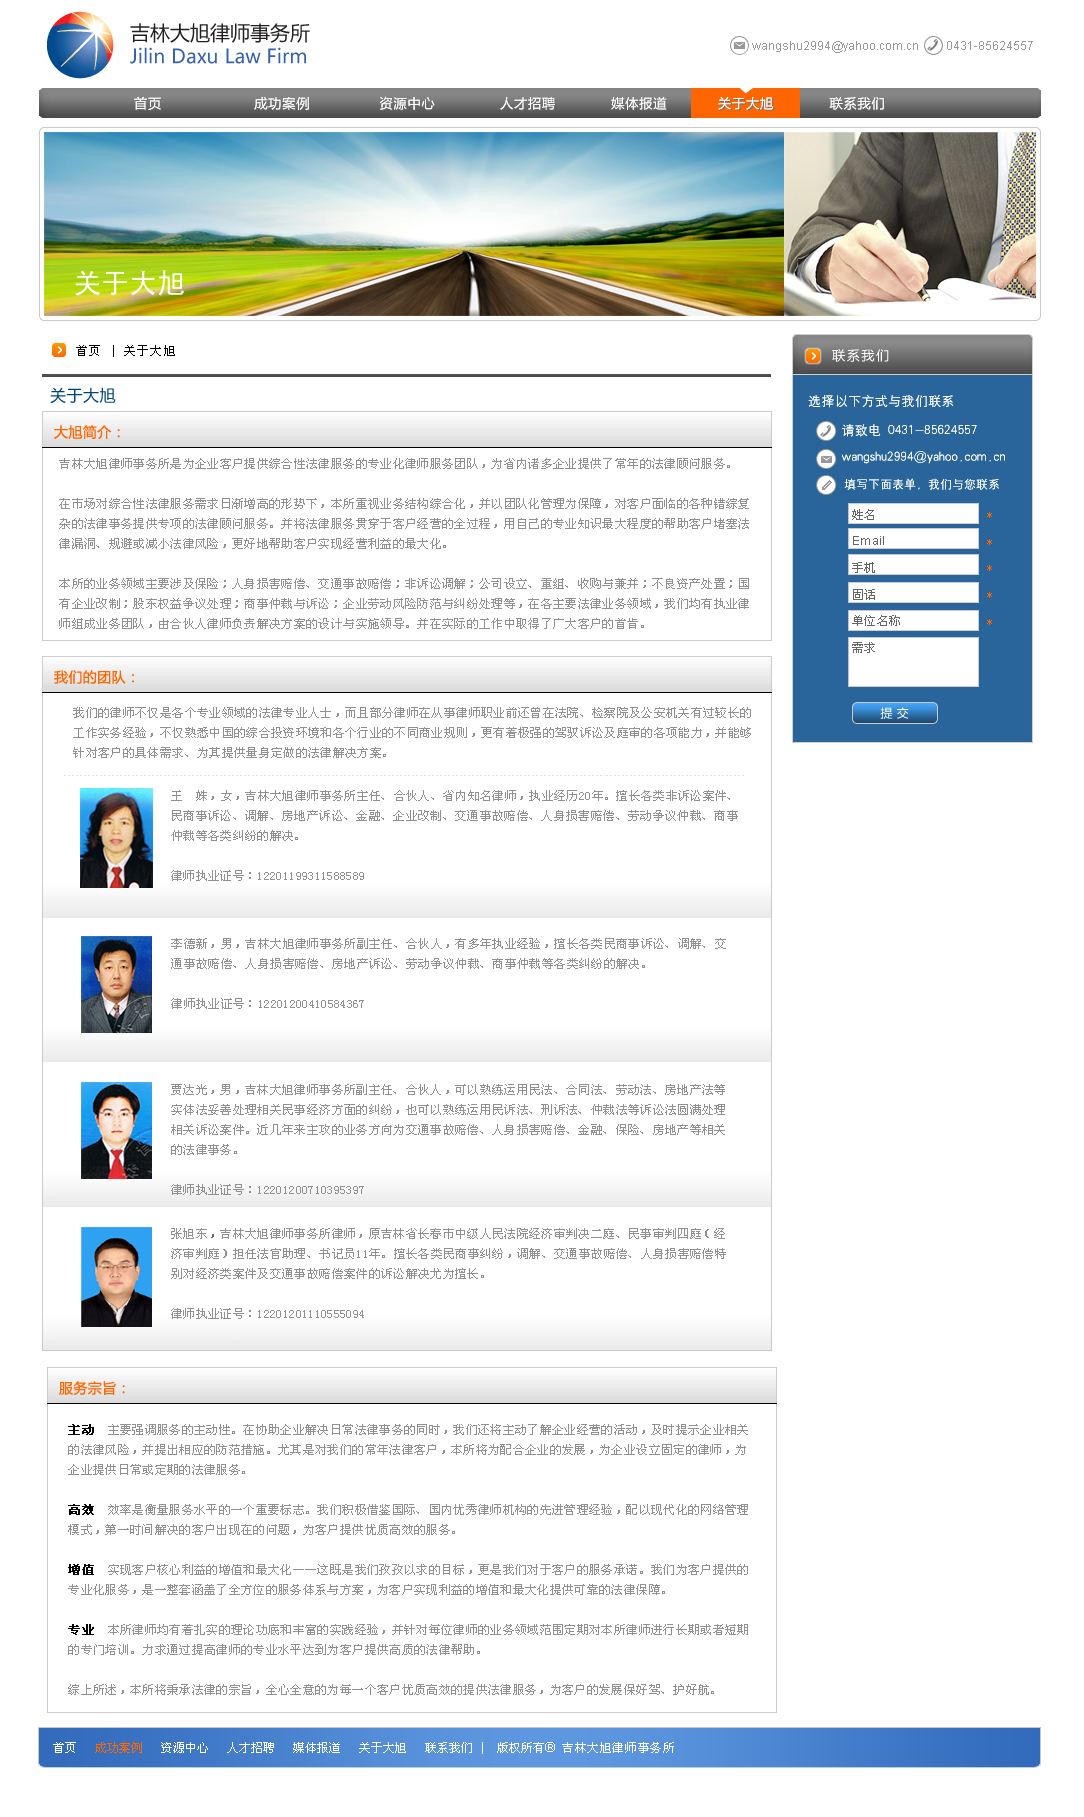 吉林大旭律师事务所
Jilin Daxu Law Firm
wangshu2994@yahoo.com.cn 0431-85624557
首页 成功案例 资源中心 人才招聘 媒体报道 关于大旭 联系我们
关于大旭
首页 | 关于大旭
关于大旭
大旭简介：
吉林大旭律师事务所是为企业客户提供综合性法律服务的专业化律师服务团队，为省内诸多企业提供了常年的法律顾问服务。
在市场对综合性法律服务需求日渐增高的形势下，本所重视业务结构综合化，并以团队化管理为保障，对客户面临的各种错综复
杂的法律事务提供专项的法律顾问服务。并将法律服务贯穿于客户经营的全过程，用自己的专业知识最大程度的帮助客户堵塞法
律漏洞、规避或减小法律风险，更好地帮助客户实现经营利益的最大化。
本所的业务领域主要涉及保险；人身损害赔偿、交通事故赔偿；非诉讼调解；公司设立、重组、收购与兼并；不良资产处置；国
有企业改制；股东权益争议处理；商事仲裁与诉讼；企业劳动风险防范与纠纷处理等，在各主要法律业务领域，我们均有执业律
师组成业务团队，由合伙人律师负责解决方案的设计与实施领导。并在实际的工作中取得了广大客户的首肯。
我们的团队：
我们的律师不仅是各个专业领域的法律专业人士，而且部分律师在从事律师职业前还曾在法院、检察院及公安机关有过较长的
工作实务经验，不仅熟悉中国的综合投资环境和各个行业的不同商业规则，更有着极强的驾驭诉讼及庭审的各项能力，并能够
针对客户的具体需求、为其提供量身定做的法律解决方案。
王　姝，女，吉林大旭律师事务所主任、合伙人、省内知名律师，执业经历20年。擅长各类非诉讼案件、
民商事诉讼、调解、房地产诉讼、金融、企业改制、交通事故赔偿、人身损害赔偿、劳动争议仲裁、商事
仲裁等各类纠纷的解决。
律师执业证号：12201199311588589
李德新，男，吉林大旭律师事务所副主任、合伙人，有多年执业经验，擅长各类民商事诉讼、调解、交
通事故赔偿、人身损害赔偿、房地产诉讼、劳动争议仲裁、商事仲裁等各类纠纷的解决。
律师执业证号：12201200410584367
贾达光，男，吉林大旭律师事务所副主任、合伙人，可以熟练运用民法、合同法、劳动法、房地产法等
实体法妥善处理相关民事经济方面的纠纷，也可以熟练运用民诉法、刑诉法、仲裁法等诉讼法圆满处理
相关诉讼案件。近几年来主攻的业务方向为交通事故赔偿、人身损害赔偿、金融、保险、房地产等相关
的法律事务。
律师执业证号：12201200710395397
张旭东，吉林大旭律师事务所律师，原吉林省长春市中级人民法院经济审判决二庭、民事审判四庭（经
济审判庭）担任法官助理、书记员11年。擅长各类民商事纠纷，调解、交通事故赔偿、人身损害赔偿特
别对经济类案件及交通事故赔偿案件的诉讼解决尤为擅长。
律师执业证号：12201201110555094
服务宗旨：
主动 主要强调服务的主动性。在协助企业解决日常法律事务的同时，我们还将主动了解企业经营的活动，及时提示企业相关
的法律风险，并提出相应的防范措施。尤其是对我们的常年法律客户，本所将为配合企业的发展，为企业设立固定的律师，为
企业提供日常或定期的法律服务。
高效 效率是衡量服务水平的一个重要标志。我们积极借鉴国际、国内优秀律师机构的先进管理经验，配以现代化的网络管理
模式，第一时间解决的客户出现在的问题，为客户提供优质高效的服务。
增值 实现客户核心利益的增值和最大化一一这既是我们孜孜以求的目标，更是我们对于客户的服务承诺。我们为客户提供的
专业化服务，是一整套涵盖了全方位的服务体系与方案，为客户实现利益的增值和最大化提供可靠的法律保障。
专业 本所律师均有着扎实的理论功底和丰富的实践经验，并针对每位律师的业务领域范围定期对本所律师进行长期或者短期
的专门培训。力求通过提高律师的专业水平达到为客户提供高质的法律帮助。
综上所述，本所将秉承法律的宗旨，全心全意的为每一个客户优质高效的提供法律服务，为客户的发展保好驾、护好航。
联系我们
选择以下方式与我们联系
请致电 0431-85624557
wangshu2994@yahoo.com.cn
填写下面表单，我们与您联系
姓名 *
Email *
手机 *
固话 *
单位名称 *
需求
提 交
首页 成功案例 资源中心 人才招聘 媒体报道 关于大旭 联系我们 | 版权所有® 吉林大旭律师事务所